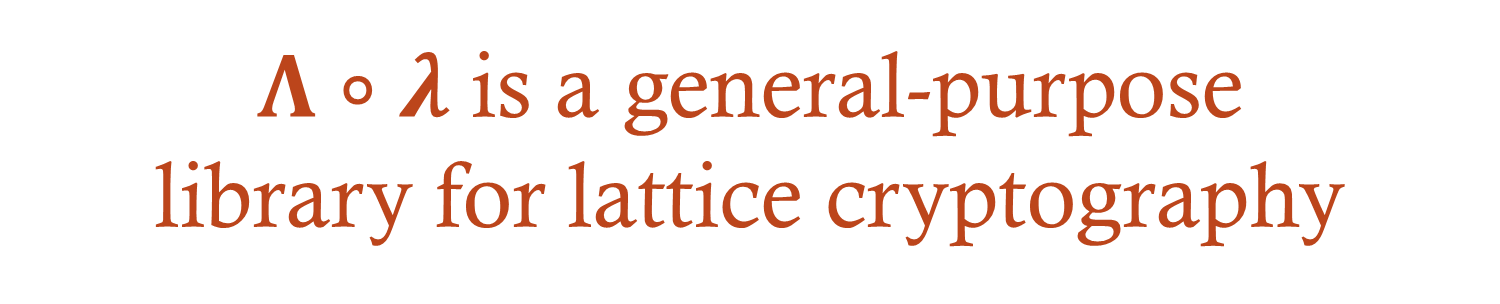 Λ ∘ λ is a general-purpose
library for lattice cryptography